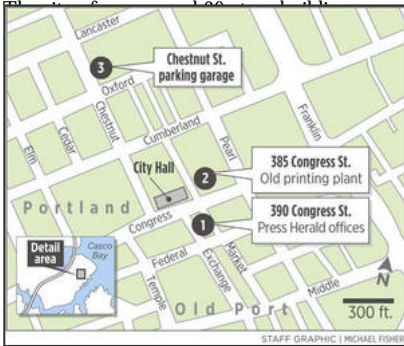 Lancaster
3
Chestnut St.
parking garage
Oxford
Cumberland
Elm
Cedar
Chestnut
Pearl
Franklin
City Hall
2
385 Congress St.
Old printing plant
Portland
390 Congress St.
Press Herald offices
1
Congress
Federal
Market
Exchange
Temple
Middle
Detail
area
Casco
Bay
Old Port
N
300 ft.
STAFF GRAPHIC | MICHAEL FISHER